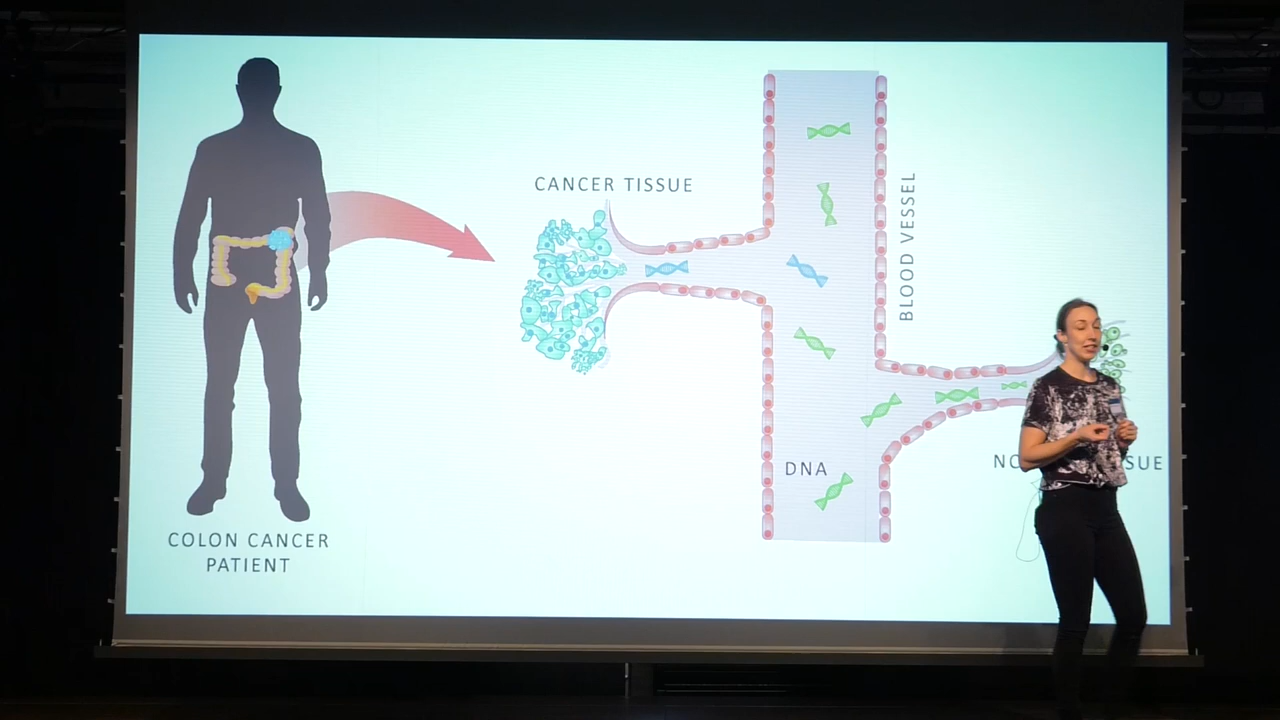 CANCER TISSUE
BLOOD VESSEL
DNA
COLON CANCER
PATIENT